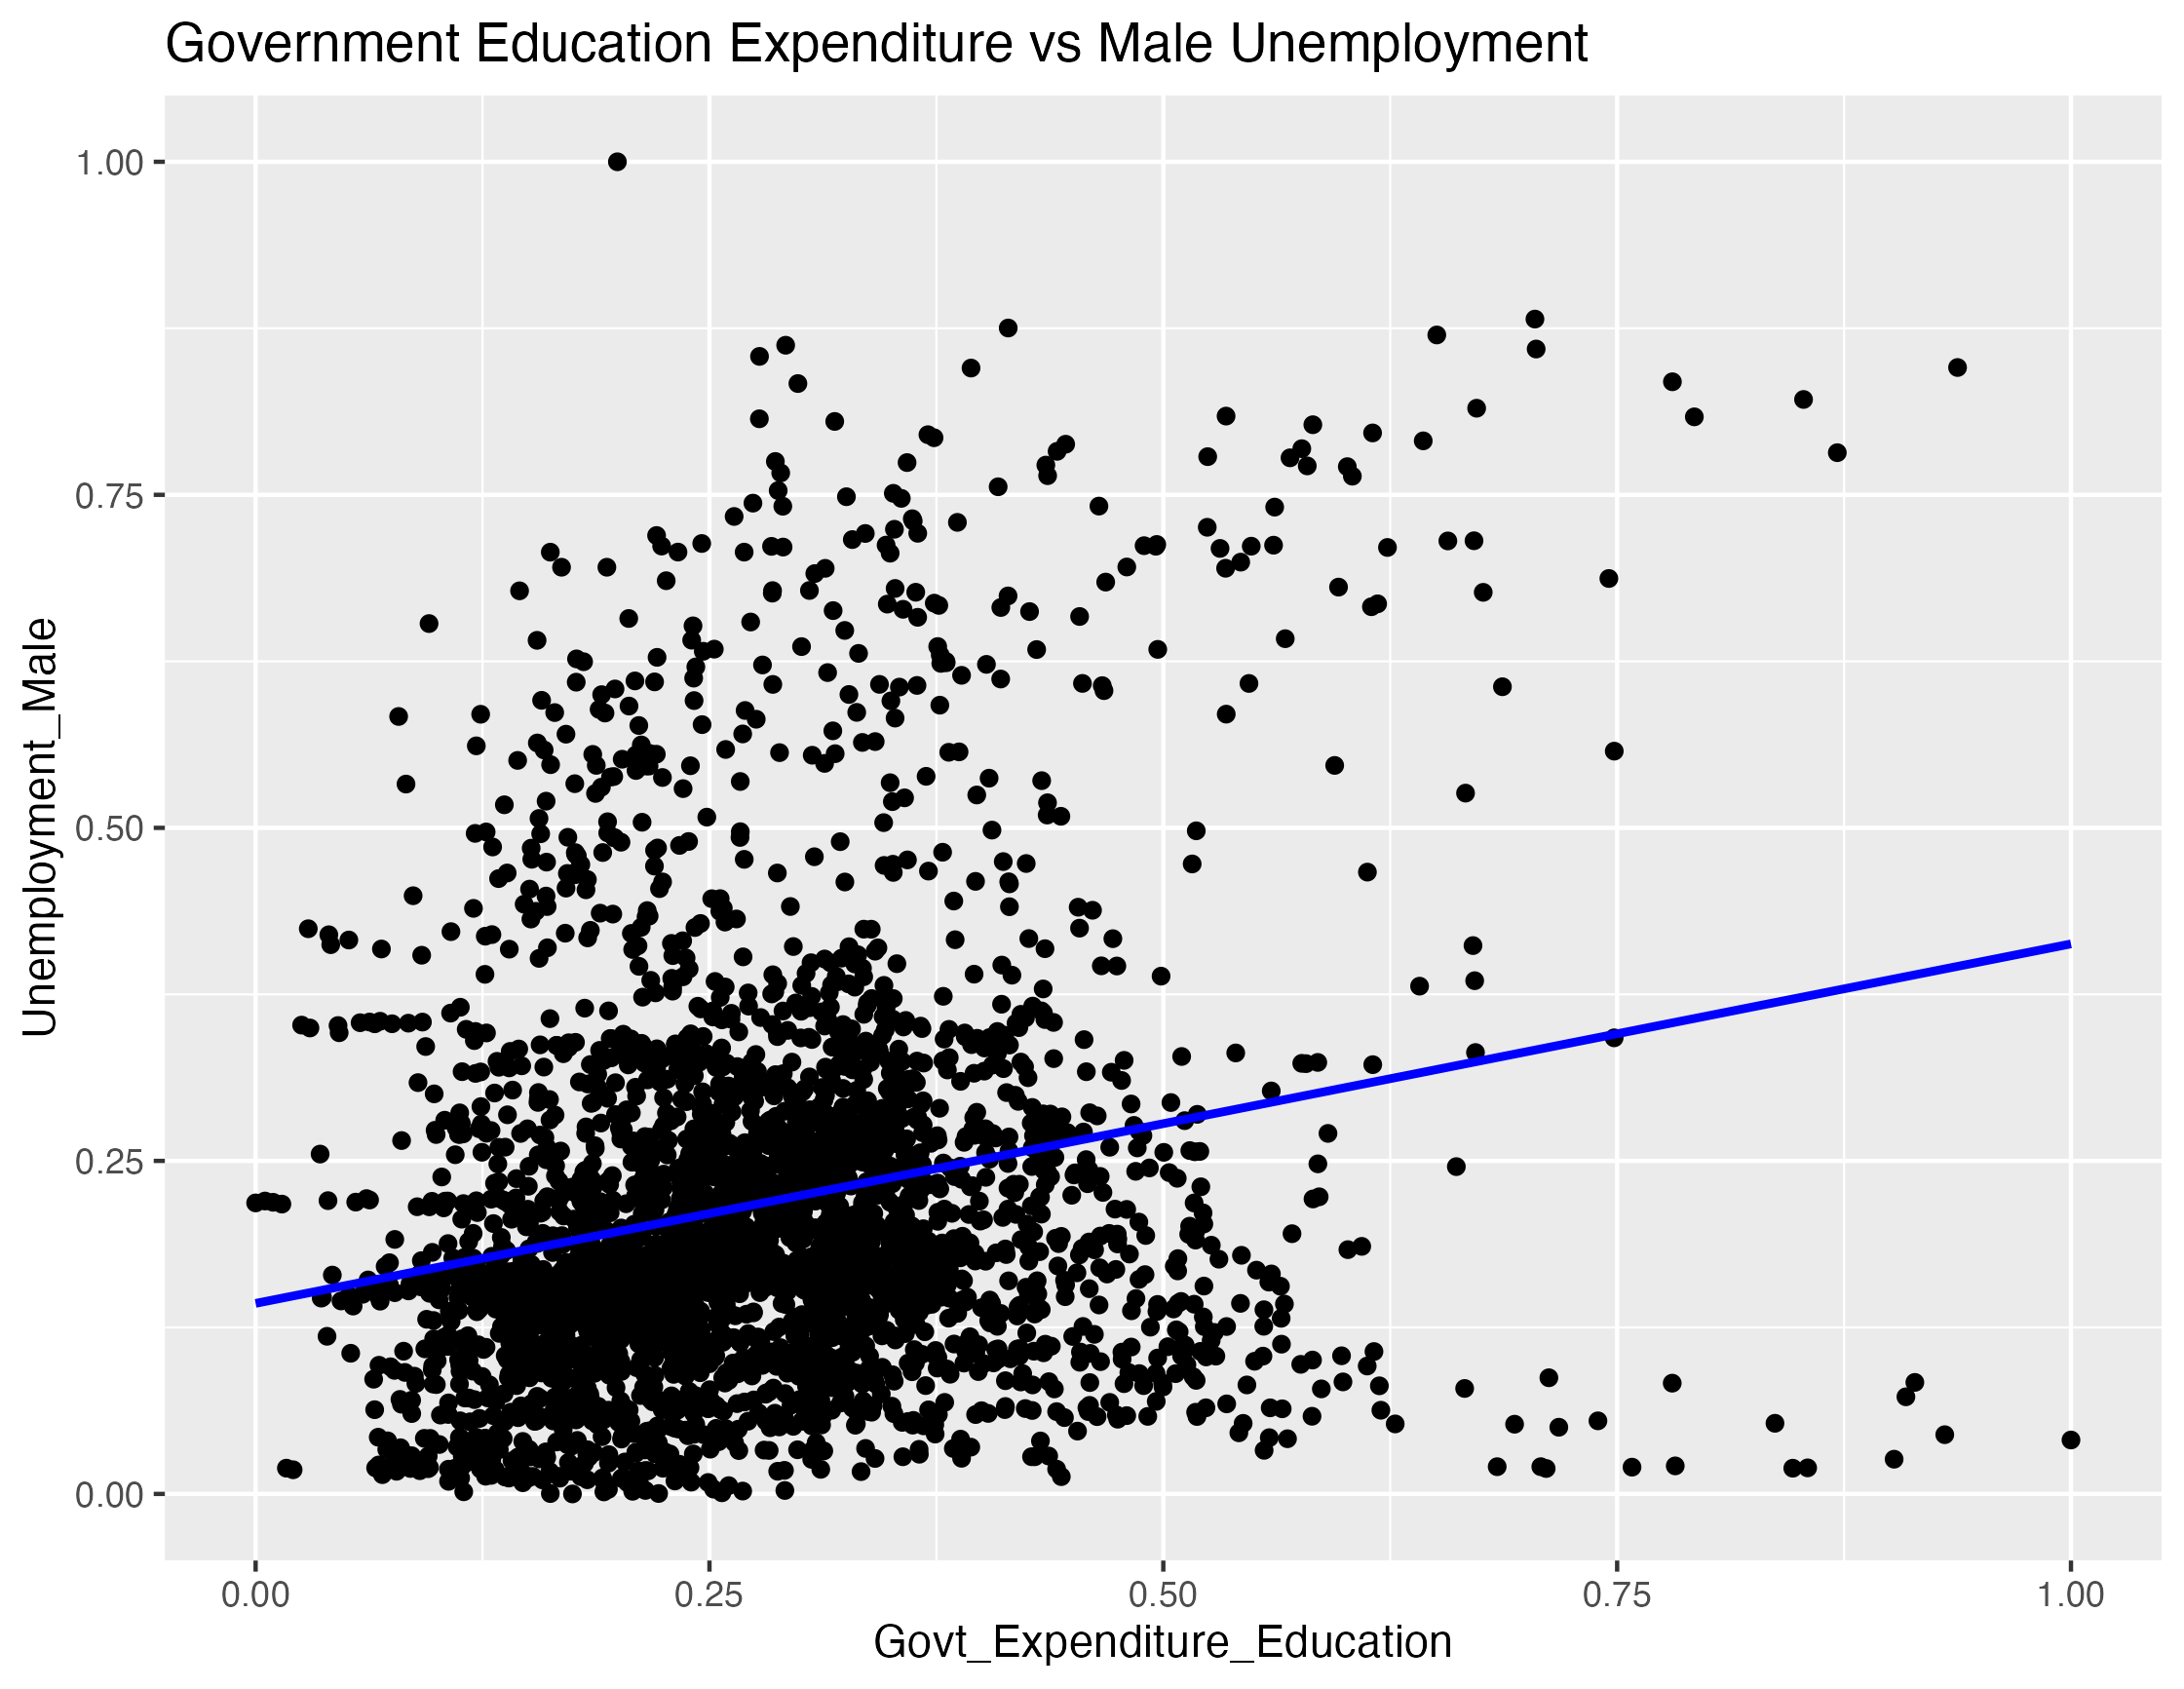 Government Education Expenditure vs Male Unemployment
1.00
0.75
0.50
0.25
0.00
Unemployment_Male
0.00 0.25 0.50 0.75 1.00
Govt_Expenditure_Education